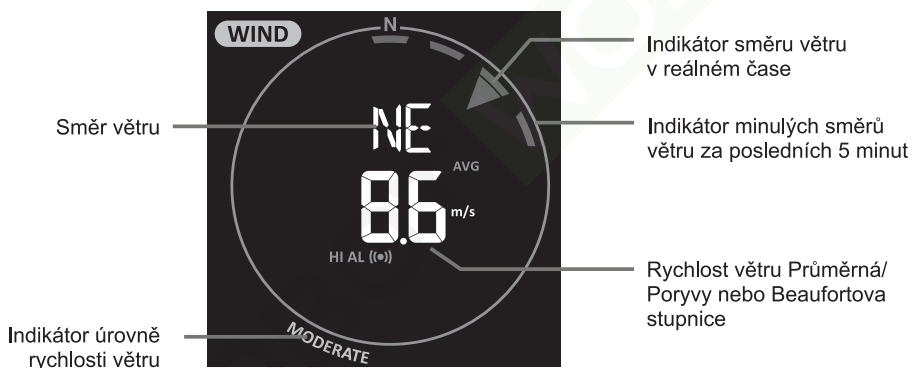 WIND
N
Indikátor směru větru
v reálném čase
Směr větru
NE
Indikátor minulých směrů
větru za posledních 5 minut
AVG
8.6 m/s
HI AL ((•))
Rychlost větru Průměrná/
Poryvy nebo Beaufortova
stupnice
Indikátor úrovně
rychlosti větru
MODERATE